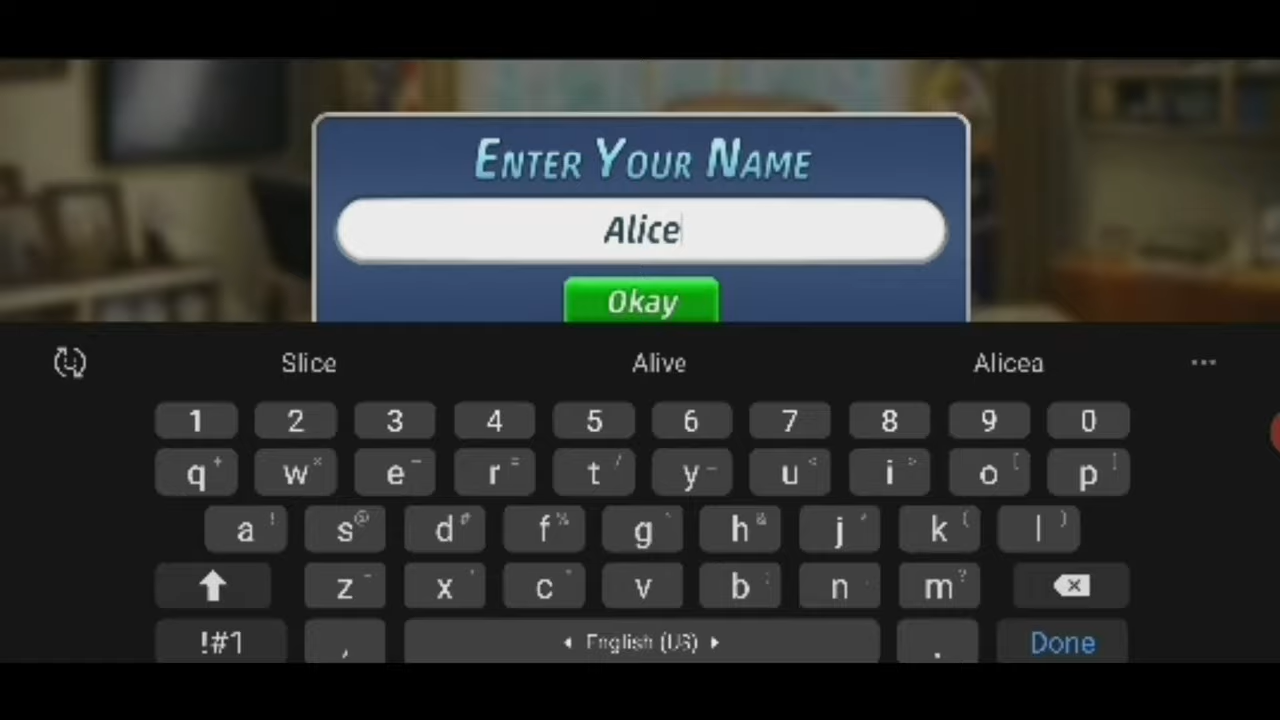 Enter Your Name
Alice
Okay
Slice Alive Alicea ...
1 2 3 4 5 6 7 8 9 0
q w e r t y u i o p
a s d f g h j k l
z x c v b n m
!#1 , English (US) . Done